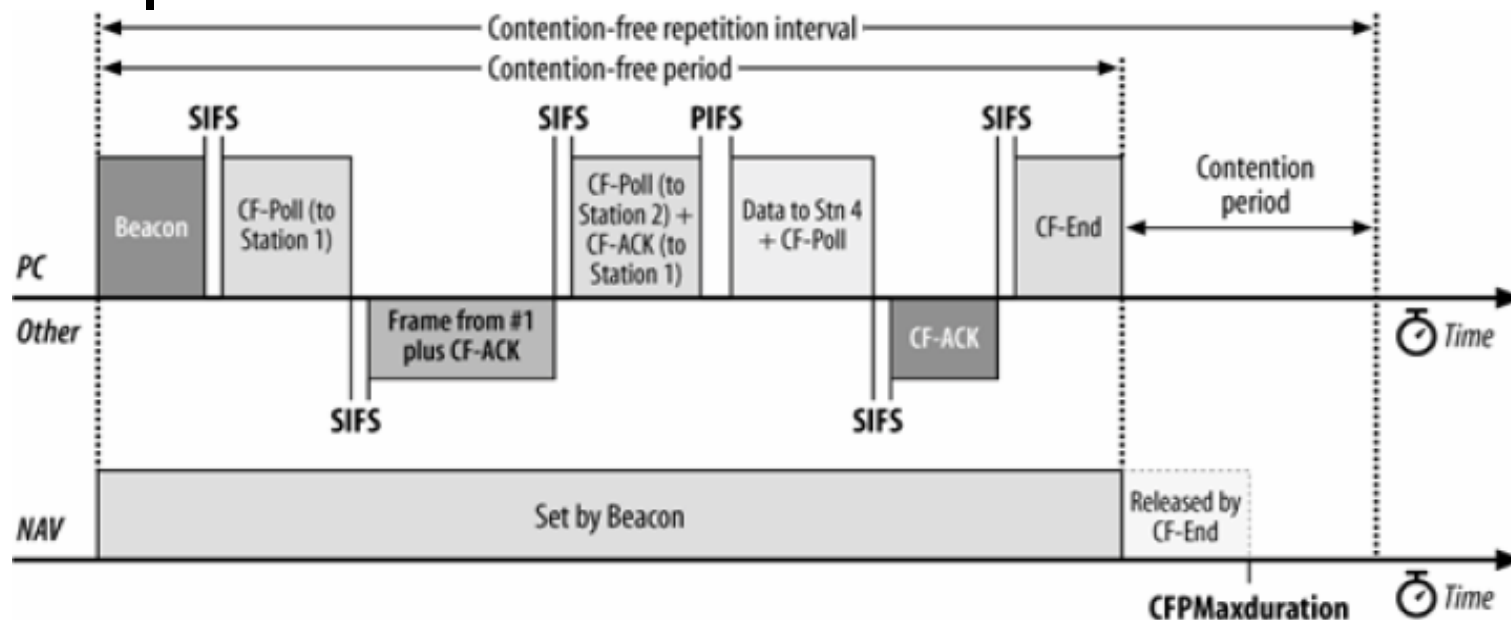 Contention-free repetition interval
Contention-free period
SIFS
SIFS
PIFS
SIFS
Beacon
CF-Poll (to
Station 1)
CF-Poll (to
Station 2) +
CF-ACK (to
Station 1)
Data to Stn 4
+ CF-Poll
CF-End
Contention
period
PC
Other
Frame from #1
plus CF-ACK
CF-ACK
Time
SIFS
SIFS
NAV
Set by Beacon
Released by
CF-End
Time
CFPMaxduration